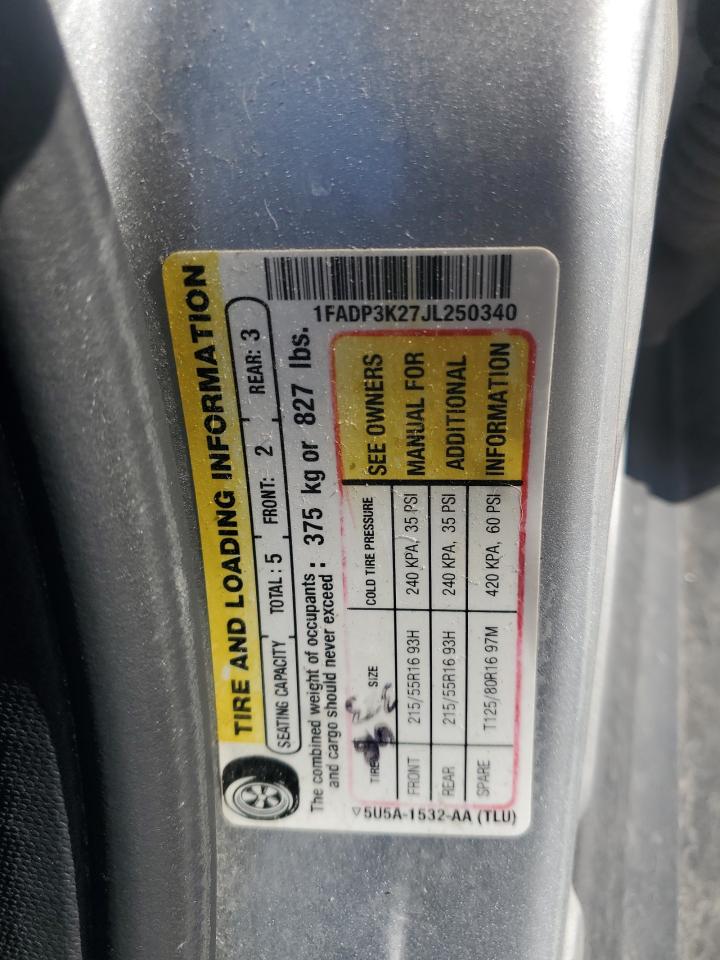 1FADP3K27JL250340
TIRE AND LOADING INFORMATION
SEATING CAPACITY TOTAL : 5 FRONT: 2 REAR: 3
The combined weight of occupants
and cargo should never exceed : 375 kg or 827 lbs.
TIRE SIZE COLD TIRE PRESSURE SEE OWNERS
FRONT 215/55R16 93H 240 KPA, 35 PSI MANUAL FOR
REAR 215/55R16 93H 240 KPA, 35 PSI ADDITIONAL
SPARE T125/80R16 97M 420 KPA, 60 PSI INFORMATION
▽5U5A-1532-AA (TLU)